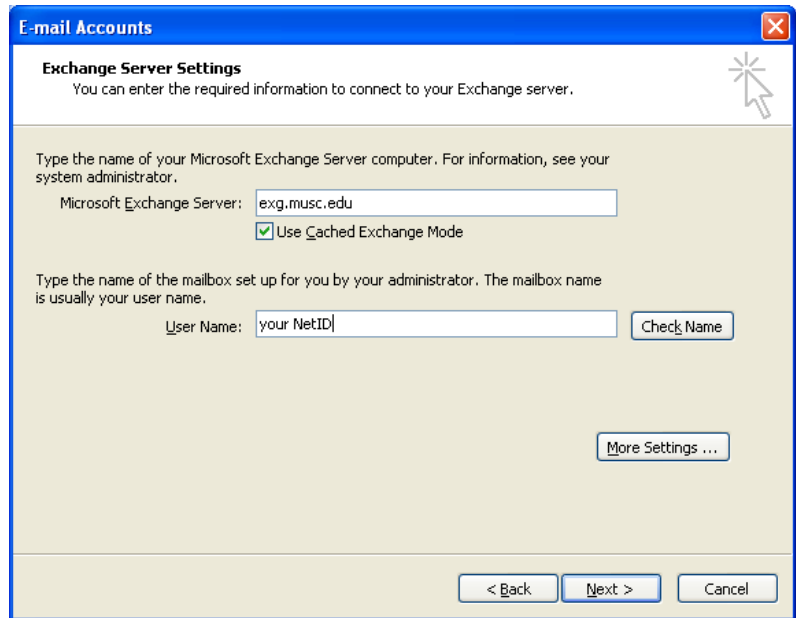 E-mail Accounts
Exchange Server Settings
You can enter the required information to connect to your Exchange server.
Type the name of your Microsoft Exchange Server computer. For information, see your
system administrator.
Microsoft Exchange Server: exg.musc.edu
Use Cached Exchange Mode
Type the name of the mailbox set up for you by your administrator. The mailbox name
is usually your user name.
User Name: your NetID Check Name
More Settings ...
< Back Next > Cancel